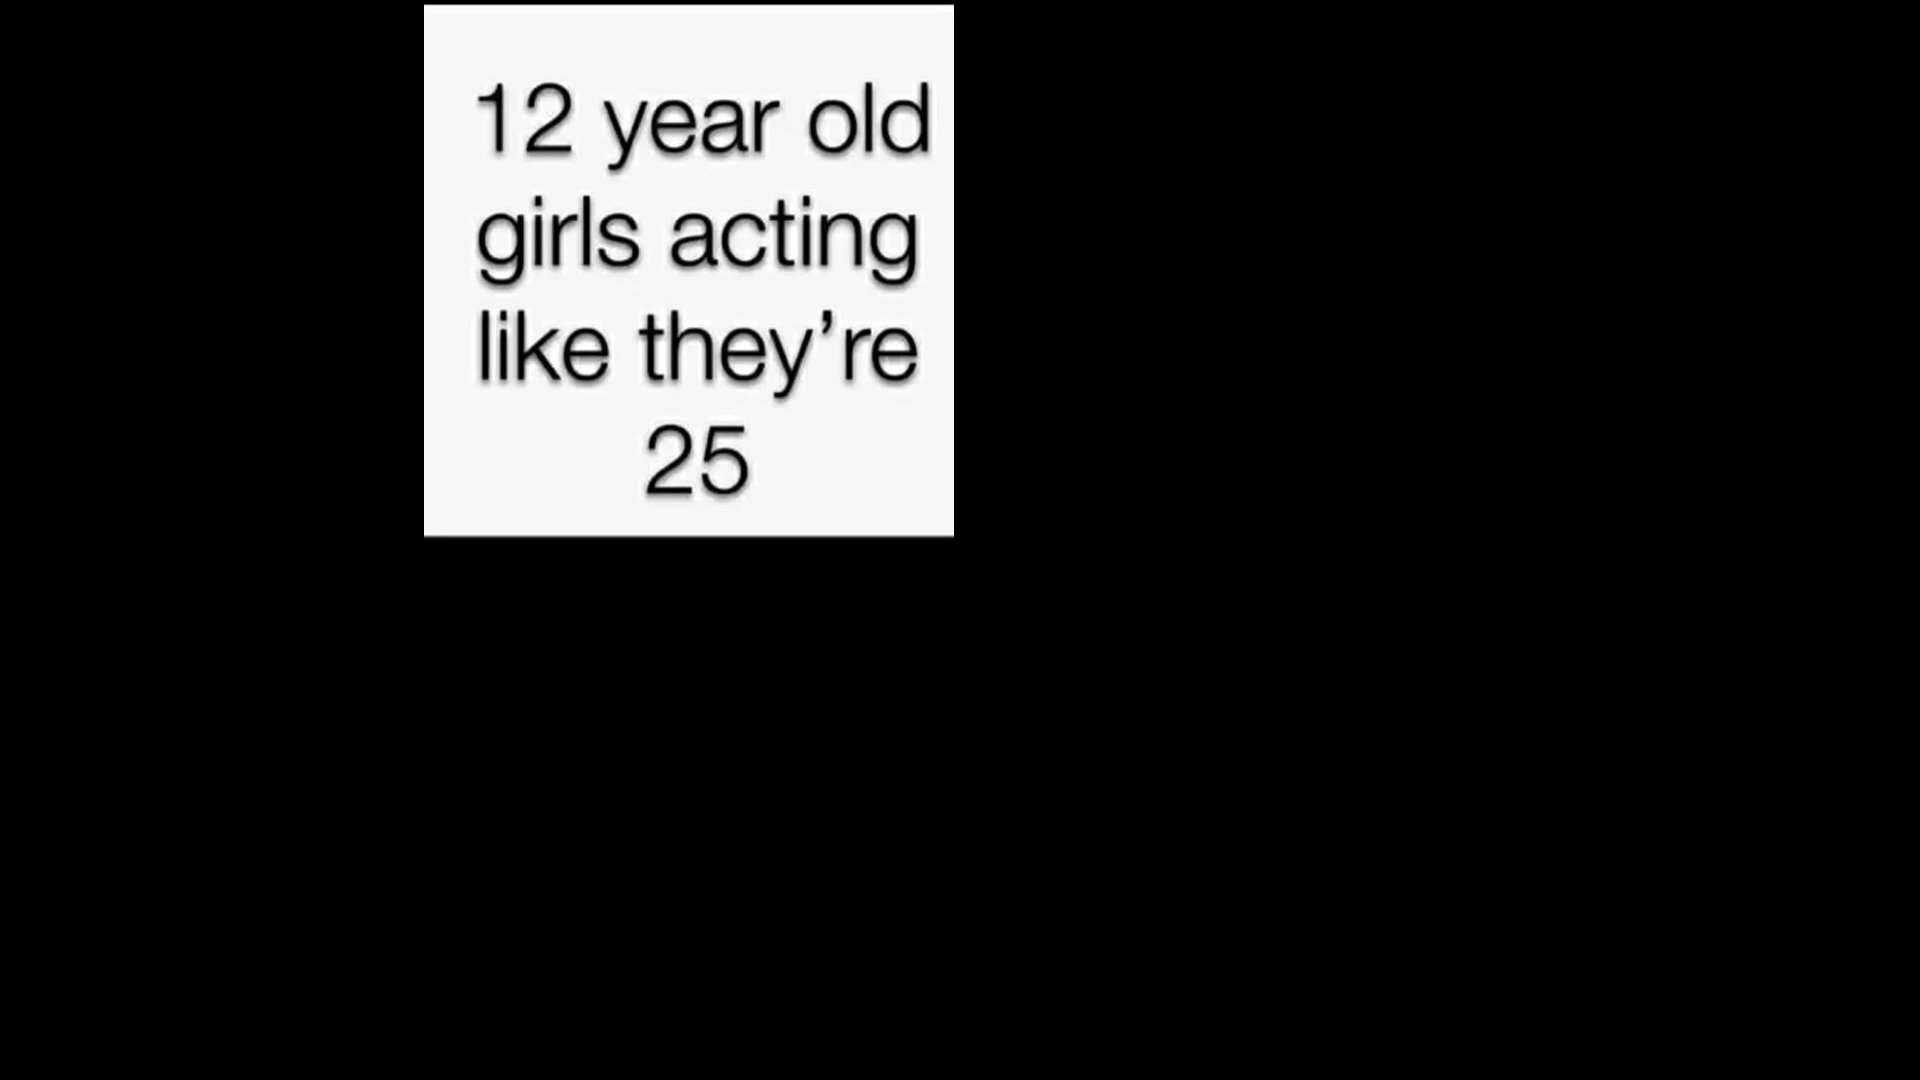 12 year old
girls acting
like they’re
25